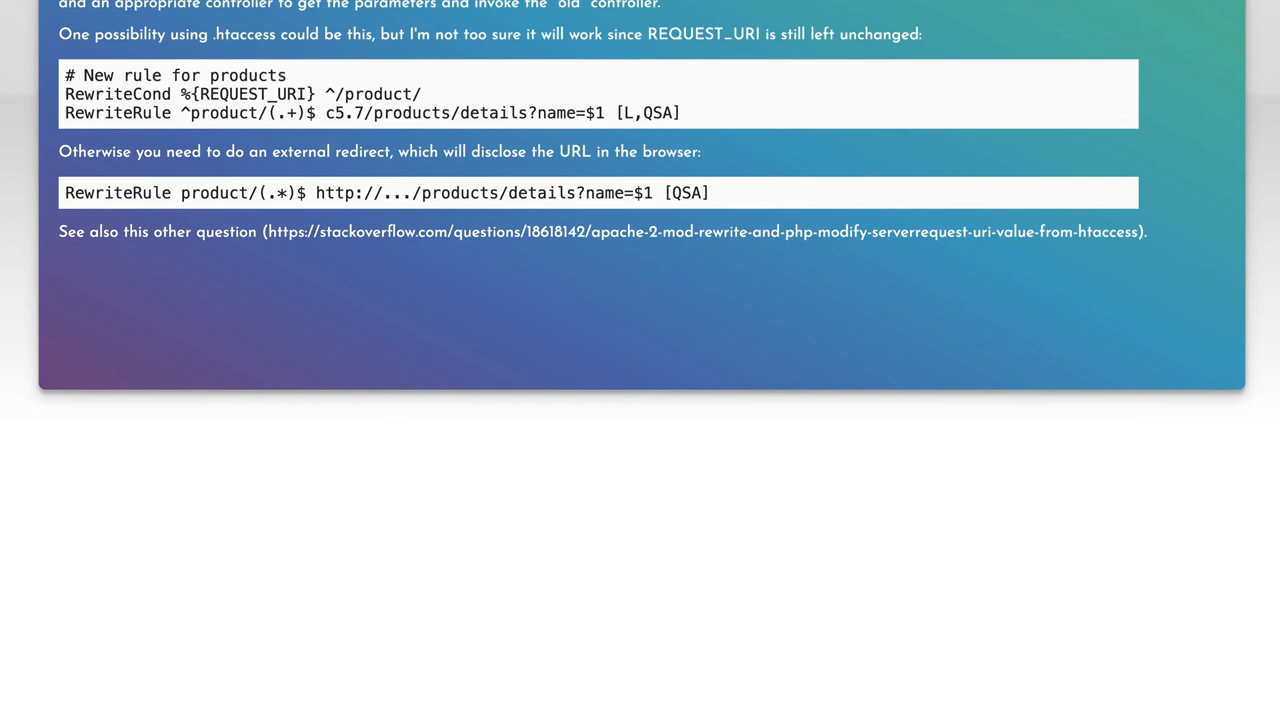 and an appropriate controller to get the parameters and invoke the "old" controller.
One possibility using .htaccess could be this, but I'm not too sure it will work since REQUEST_URI is still left unchanged:
# New rule for products
RewriteCond %{REQUEST_URI} ^/product/
RewriteRule ^product/(.+)$ c5.7/products/details?name=$1 [L,QSA]
Otherwise you need to do an external redirect, which will disclose the URL in the browser:
RewriteRule product/(.*)$ http://.../products/details?name=$1 [QSA]
See also this other question (https://stackoverflow.com/questions/18618142/apache-2-mod-rewrite-and-php-modify-serverrequest-uri-value-from-htaccess).